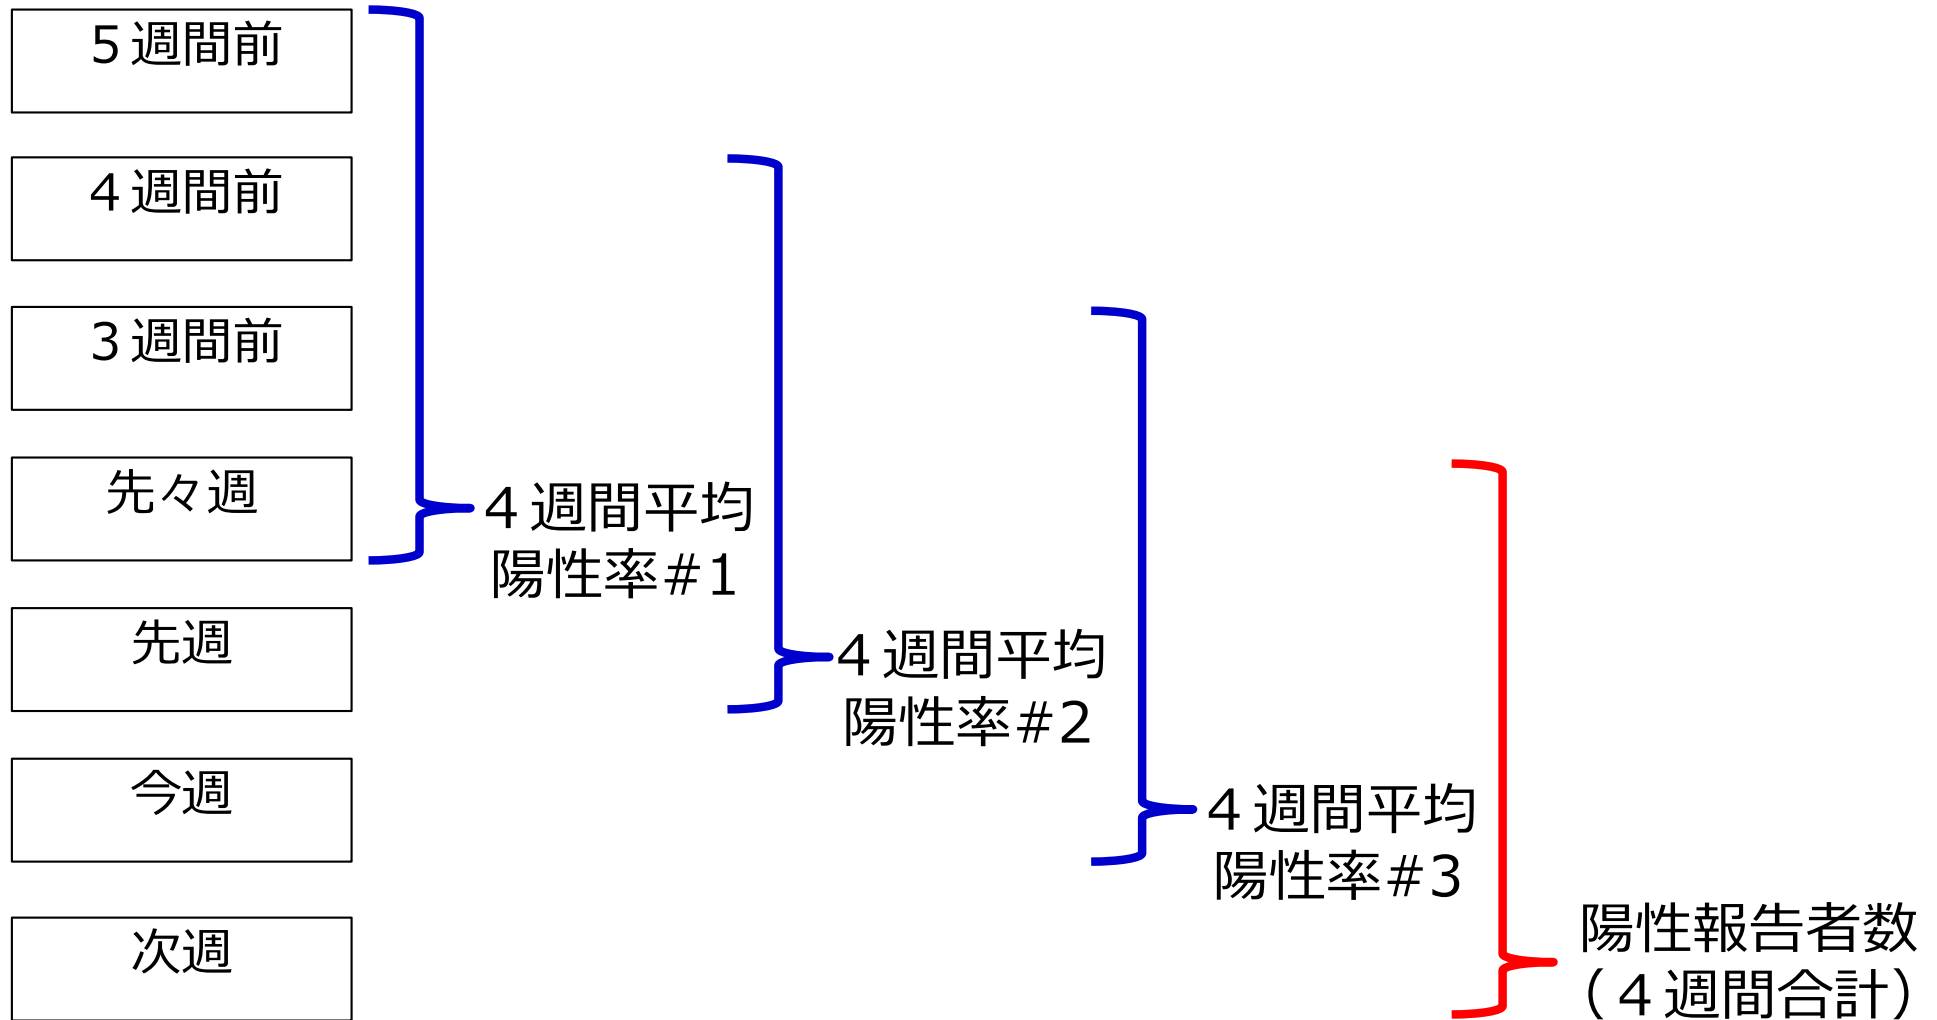 ５週間前
４週間前
３週間前
先々週
先週
今週
次週
４週間平均
陽性率#1
４週間平均
陽性率#2
４週間平均
陽性率#3
陽性報告者数
（４週間合計）